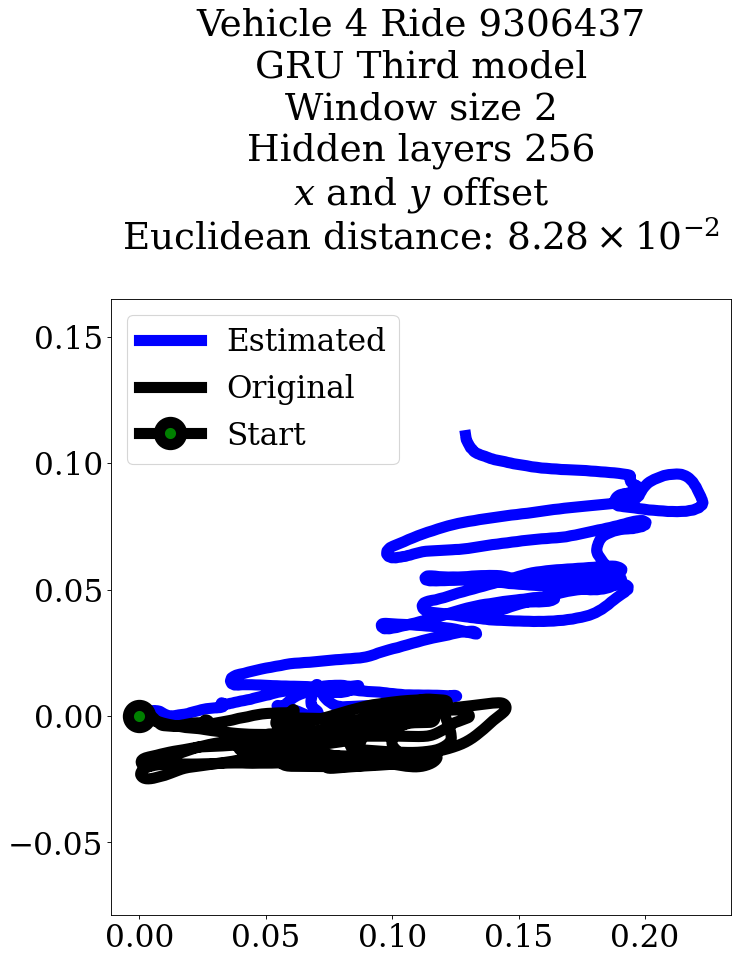 Vehicle 4 Ride 9306437
GRU Third model
Window size 2
Hidden layers 256
x and y offset
Euclidean distance: 8.28 × 10⁻²
Estimated
Original
Start
0.15
0.10
0.05
0.00
−0.05
0.00 0.05 0.10 0.15 0.20